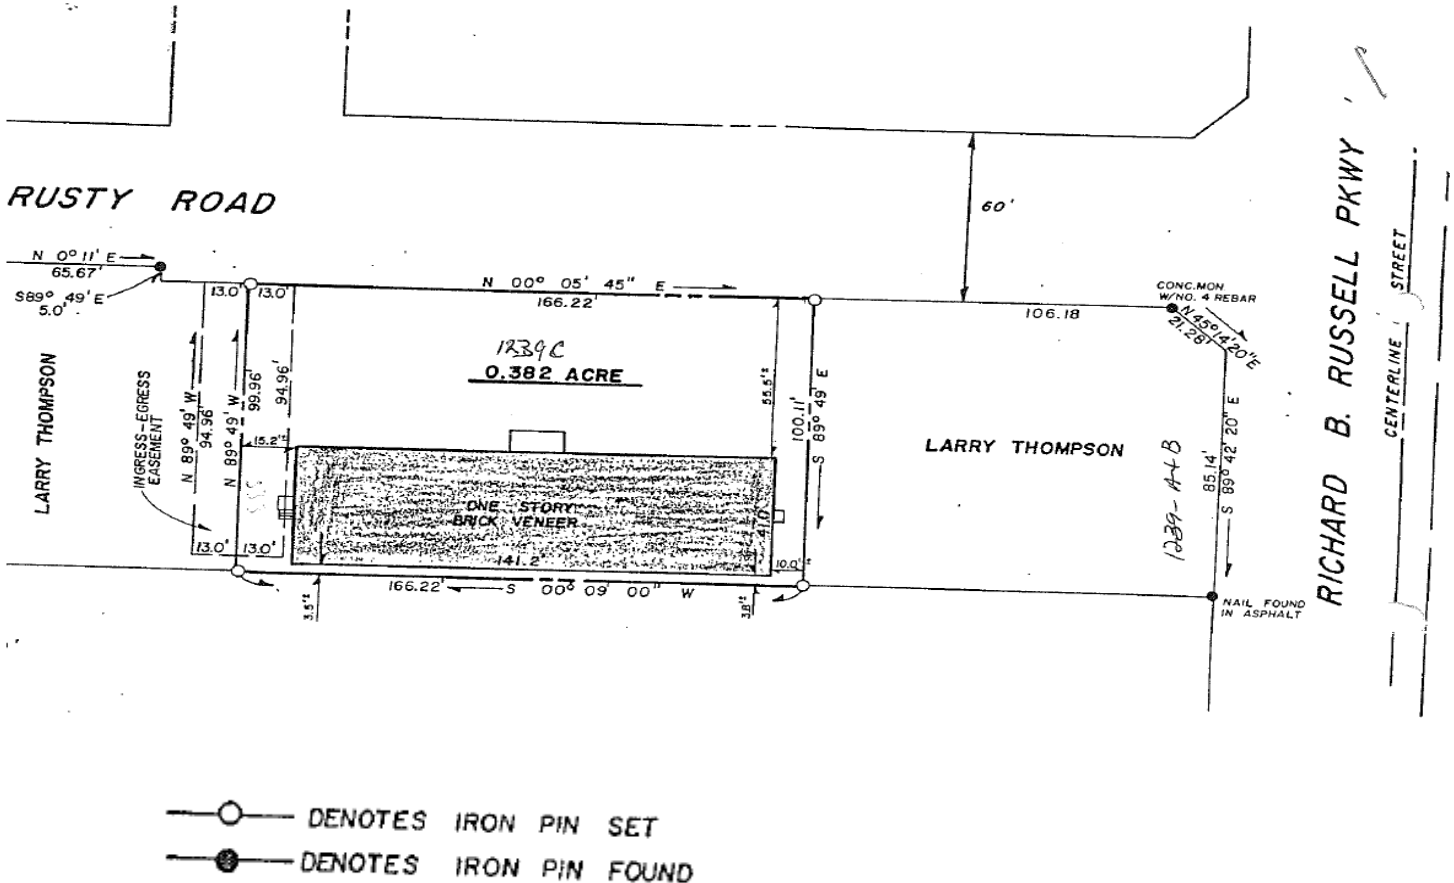 RUSTY ROAD
N 0° 11' E
65.67'
S89° 49' E
5.0'
13.0'
13.0'
N 00° 05' 45" E
166.22'
60'
106.18
CONC.MON
W/NO. 4 REBAR
N 45° 14' 20" E
21.28'
RICHARD B. RUSSELL PKWY
CENTERLINE STREET
LARRY THOMPSON
INGRESS-EGRESS
EASEMENT
N 89° 49' W
94.96'
N 89° 49' W
99.96'
94.96'
1239 C
0.382 ACRE
55.5'±
100.11'
S 89° 49' E
15.2'±
ONE STORY
BRICK VENEER
41.0'
141.2'
10.0'±
13.0'
13.0'
166.22'
S 00° 09' 00" W
3.5'±
3.8'±
LARRY THOMPSON
1239-A+B
85.14'
S 89° 42' 20" E
NAIL FOUND
IN ASPHALT
DENOTES IRON PIN SET
DENOTES IRON PIN FOUND